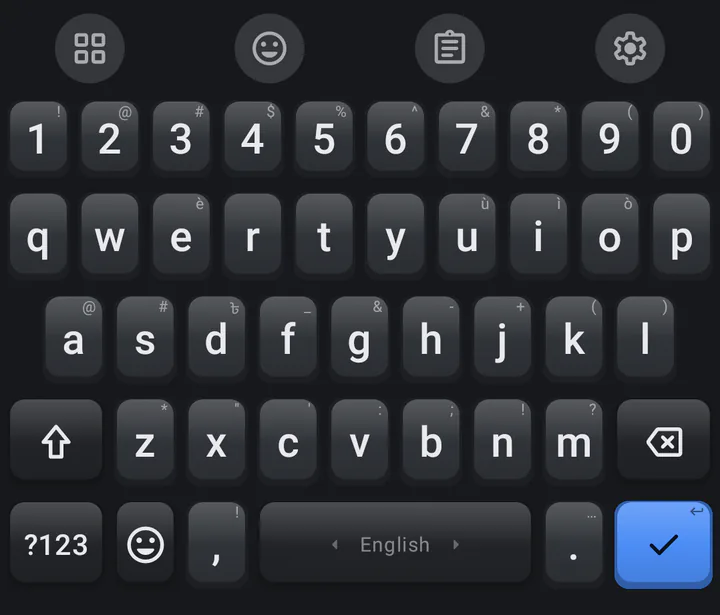 ! @ # $ % ^ & * ( )
1 2 3 4 5 6 7 8 9 0
è ù ì ò
q w e r t y u i o p
@ # _ & - + ( )
a s d f g h j k l
* " ' : ; ! ?
z x c v b n m
! …
?123 , English .